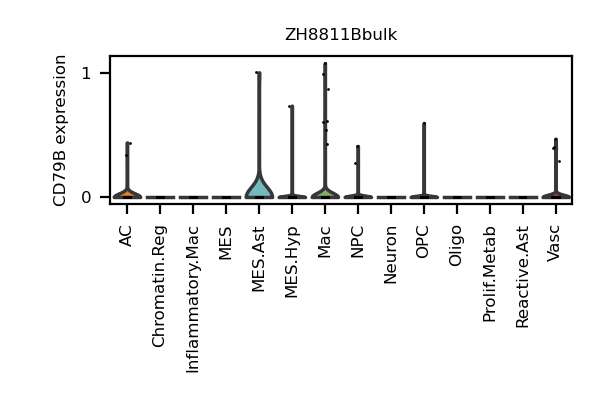 ZH8811Bbulk
CD79B expression
1
0
AC
Chromatin.Reg
Inflammatory.Mac
MES
MES.Ast
MES.Hyp
Mac
NPC
Neuron
OPC
Oligo
Prolif.Metab
Reactive.Ast
Vasc